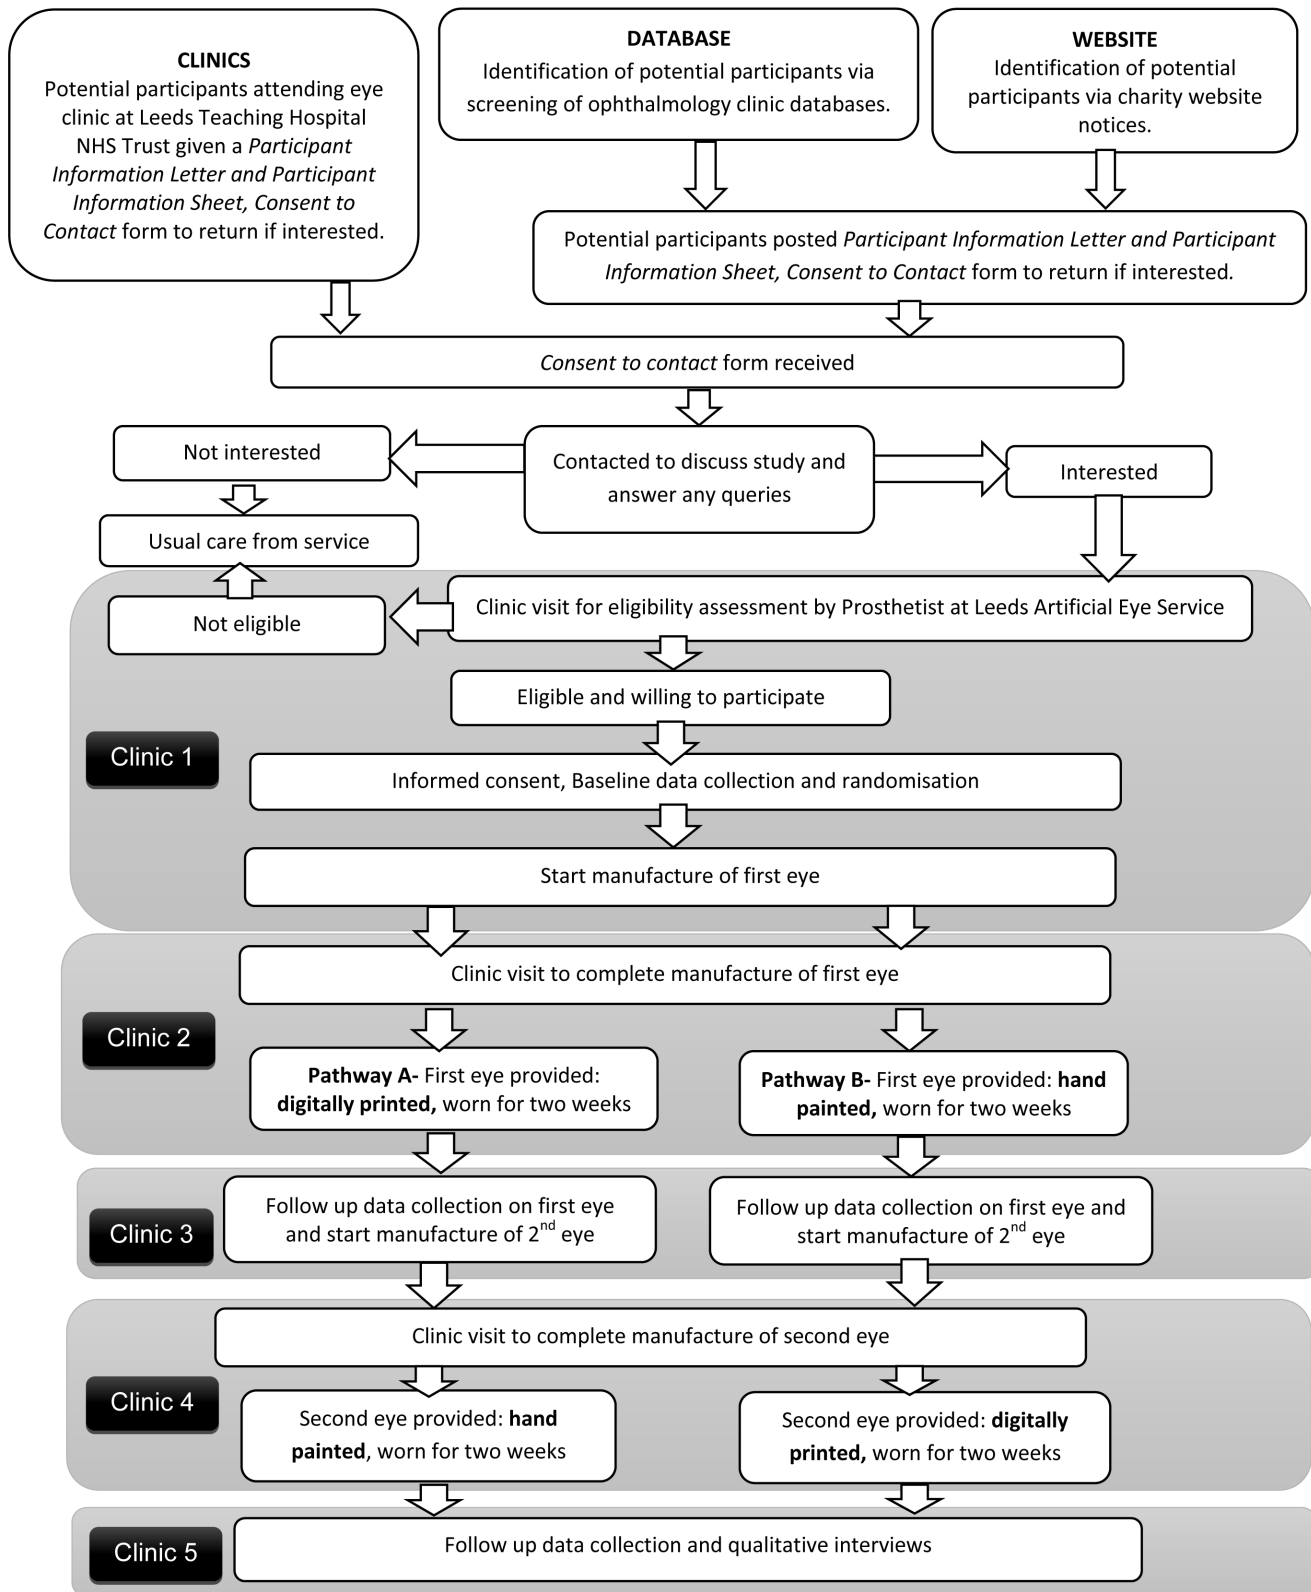 CLINICS
Potential participants attending eye
clinic at Leeds Teaching Hospital
NHS Trust given a Participant
Information Letter and Participant
Information Sheet, Consent to
Contact form to return if interested.
DATABASE
Identification of potential participants via
screening of ophthalmology clinic databases.
WEBSITE
Identification of potential
participants via charity website
notices.
Potential participants posted Participant Information Letter and Participant
Information Sheet, Consent to Contact form to return if interested.
Consent to contact form received
Not interested
Contacted to discuss study and
answer any queries
Interested
Usual care from service
Clinic visit for eligibility assessment by Prosthetist at Leeds Artificial Eye Service
Not eligible
Eligible and willing to participate
Clinic 1
Informed consent, Baseline data collection and randomisation
Start manufacture of first eye
Clinic visit to complete manufacture of first eye
Clinic 2
Pathway A- First eye provided:
digitally printed, worn for two weeks
Pathway B- First eye provided: hand
painted, worn for two weeks
Clinic 3
Follow up data collection on first eye
and start manufacture of 2nd eye
Follow up data collection on first eye and
start manufacture of 2nd eye
Clinic visit to complete manufacture of second eye
Clinic 4
Second eye provided: hand
painted, worn for two weeks
Second eye provided: digitally
printed, worn for two weeks
Clinic 5
Follow up data collection and qualitative interviews